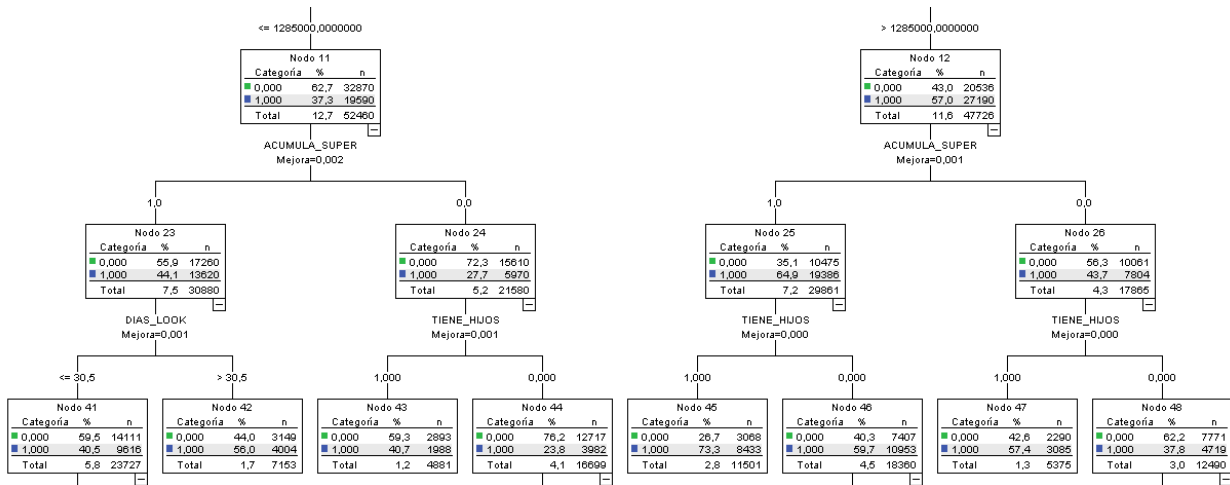 <= 1285000,0000000
> 1285000,0000000
Nodo 11
Categoría % n
0,000 62,7 32870
1,000 37,3 19590
Total 12,7 52460
Nodo 12
Categoría % n
0,000 43,0 20536
1,000 57,0 27190
Total 11,6 47726
ACUMULA_SUPER
Mejora=0,002
ACUMULA_SUPER
Mejora=0,001
1,0
0,0
1,0
0,0
Nodo 23
Categoría % n
0,000 55,9 17260
1,000 44,1 13620
Total 7,5 30880
Nodo 24
Categoría % n
0,000 72,3 15610
1,000 27,7 5970
Total 5,2 21580
Nodo 25
Categoría % n
0,000 35,1 10475
1,000 64,9 19386
Total 7,2 29861
Nodo 26
Categoría % n
0,000 56,3 10061
1,000 43,7 7804
Total 4,3 17865
DIAS_LOOK
Mejora=0,001
TIENE_HIJOS
Mejora=0,001
TIENE_HIJOS
Mejora=0,000
TIENE_HIJOS
Mejora=0,000
<= 30,5
> 30,5
1,000
0,000
1,000
0,000
1,000
0,000
Nodo 41
Categoría % n
0,000 59,5 14111
1,000 40,5 9616
Total 5,8 23727
Nodo 42
Categoría % n
0,000 44,0 3149
1,000 56,0 4004
Total 1,7 7153
Nodo 43
Categoría % n
0,000 59,3 2893
1,000 40,7 1988
Total 1,2 4881
Nodo 44
Categoría % n
0,000 76,2 12717
1,000 23,8 3982
Total 4,1 16699
Nodo 45
Categoría % n
0,000 26,7 3068
1,000 73,3 8433
Total 2,8 11501
Nodo 46
Categoría % n
0,000 40,3 7407
1,000 59,7 10953
Total 4,5 18360
Nodo 47
Categoría % n
0,000 42,6 2290
1,000 57,4 3085
Total 1,3 5375
Nodo 48
Categoría % n
0,000 62,2 7771
1,000 37,8 4719
Total 3,0 12490